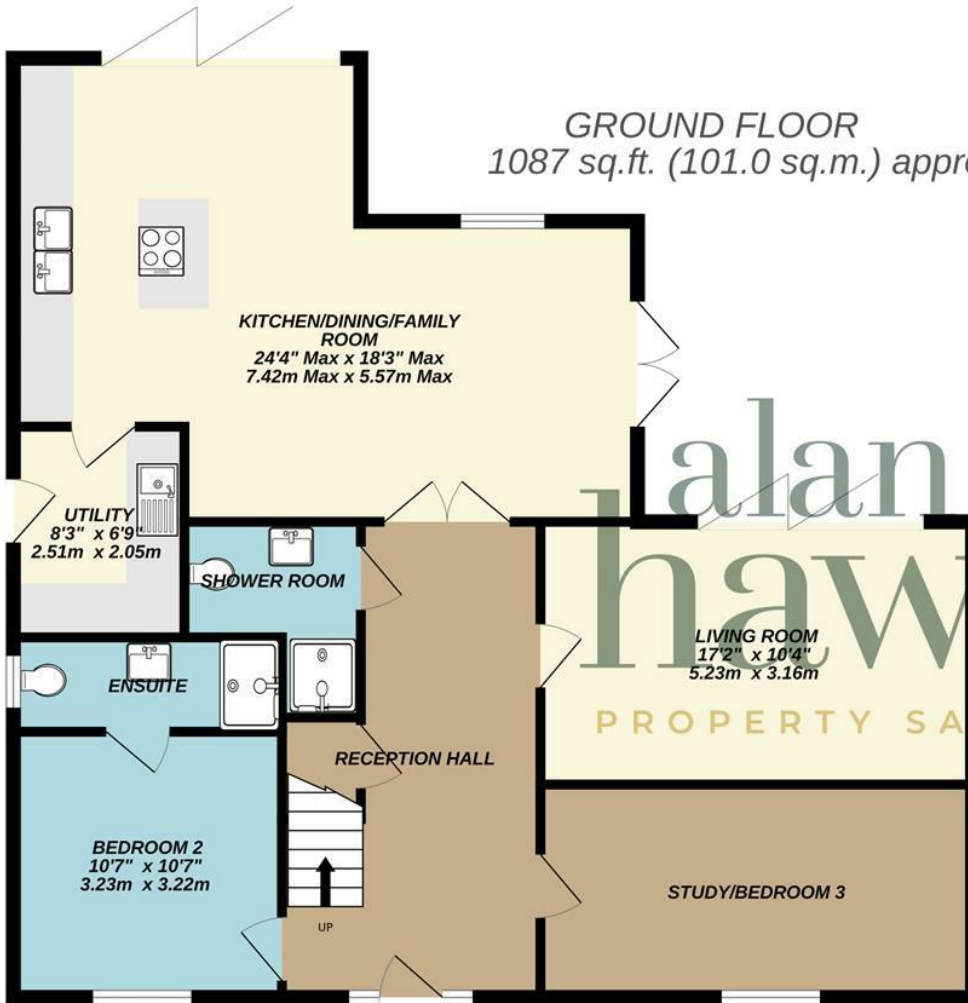 GROUND FLOOR
1087 sq.ft. (101.0 sq.m.)
KITCHEN/DINING/FAMILY
ROOM
24'4" Max x 18'3" Max
7.42m Max x 5.57m Max
alan
haw
PROPERTY SA
UTILITY
8'3" x 6'9"
2.51m x 2.05m
SHOWER ROOM
LIVING ROOM
17'2" x 10'4"
5.23m x 3.16m
ENSUITE
RECEPTION HALL
BEDROOM 2
10'7" x 10'7"
3.23m x 3.22m
STUDY/BEDROOM 3
UP